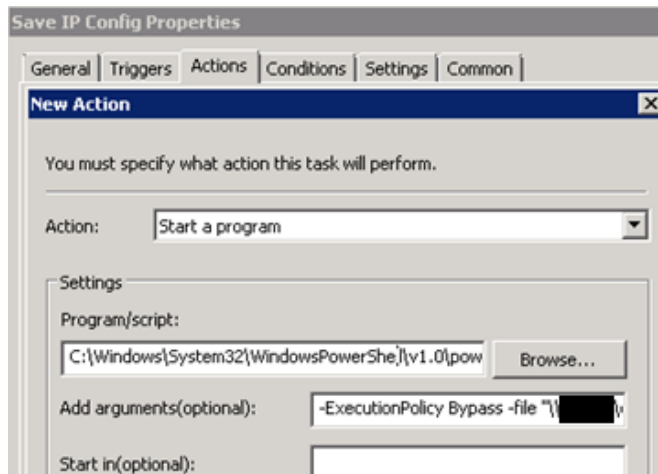 Save IP Config Properties
General Triggers Actions Conditions Settings Common
New Action
You must specify what action this task will perform.
Action: Start a program
Settings
Program/script:
C:\Windows\System32\WindowsPowerShell\v1.0\pow Browse...
Add arguments(optional): -ExecutionPolicy Bypass -file "\\
Start in(optional):